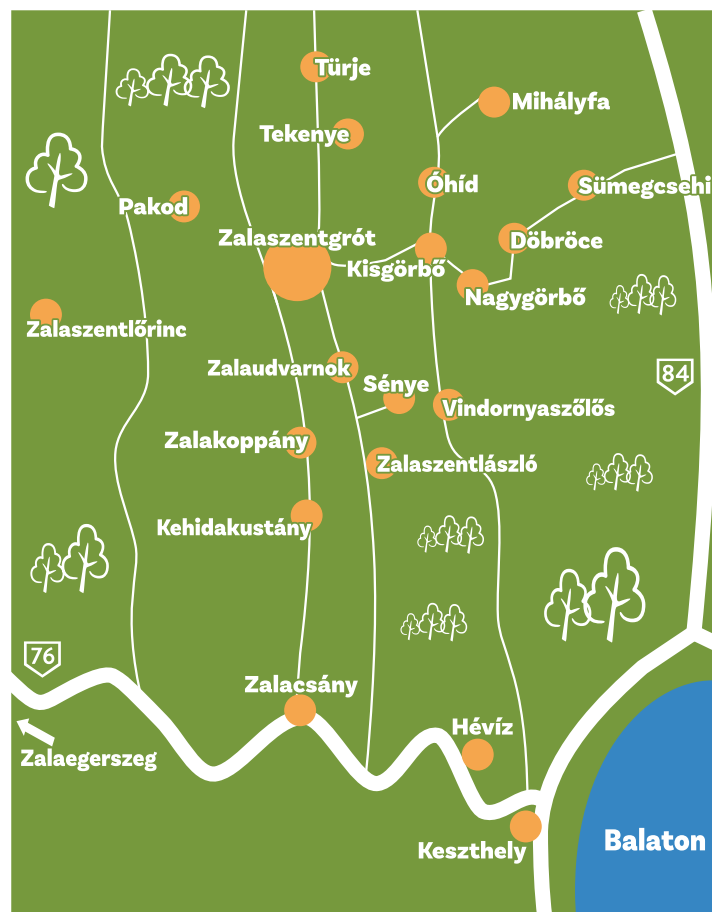 Türje
Mihályfa
Tekenye
Óhíd
Sümegcsehi
Pakod
Zalaszentgrót
Döbröce
Kisgörbő
Nagygörbő
Zalaszentlőrinc
Zalaudvarnok
84
Sénye
Vindornyaszőlős
Zalakoppány
Zalaszentlászló
Kehidakustány
76
Zalacsány
Hévíz
Zalaegerszeg
Balaton
Keszthely